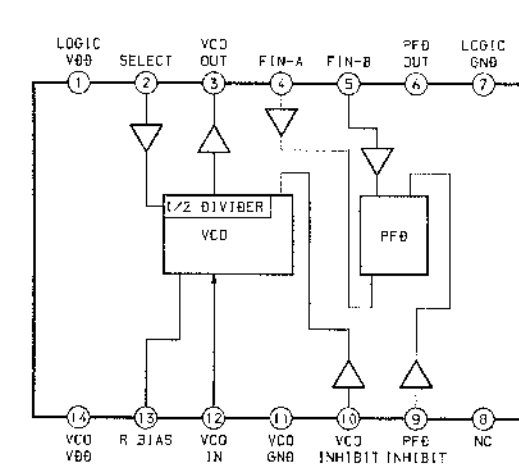 LOGIC VDD
SELECT
VCO OUT
FIN-A
FIN-B
PFD OUT
LOGIC GND
1 2 3 4 5 6 7
1/2 DIVIDER
VCO
PFD
14 13 12 11 10 9 8
VCO VDD
R BIAS
VCO IN
VCO GND
VCO INHIBIT
PFD INHIBIT
NC